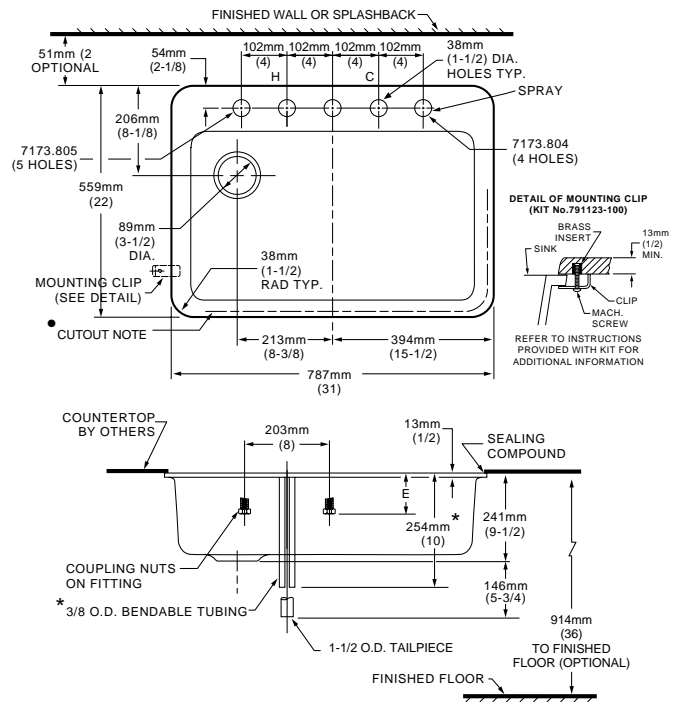 FINISHED WALL OR SPLASHBACK
51mm (2
OPTIONAL
54mm
(2-1/8)
102mm
(4)
102mm
(4)
102mm
(4)
102mm
(4)
38mm
(1-1/2) DIA.
HOLES TYP.
H
C
SPRAY
206mm
(8-1/8)
7173.805
(5 HOLES)
7173.804
(4 HOLES)
559mm
(22)
89mm
(3-1/2)
DIA.
38mm
(1-1/2)
RAD TYP.
MOUNTING CLIP
(SEE DETAIL)
● CUTOUT NOTE
213mm
(8-3/8)
394mm
(15-1/2)
787mm
(31)
DETAIL OF MOUNTING CLIP
(KIT No.791123-100)
BRASS
INSERT
SINK
13mm
(1/2)
MIN.
CLIP
MACH.
SCREW
REFER TO INSTRUCTIONS
PROVIDED WITH KIT FOR
ADDITIONAL INFORMATION
COUNTERTOP
BY OTHERS
203mm
(8)
13mm
(1/2)
SEALING
COMPOUND
E
254mm
(10)
*
241mm
(9-1/2)
COUPLING NUTS
ON FITTING
146mm
(5-3/4)
* 3/8 O.D. BENDABLE TUBING
1-1/2 O.D. TAILPIECE
914mm
(36)
TO FINISHED
FLOOR (OPTIONAL)
FINISHED FLOOR